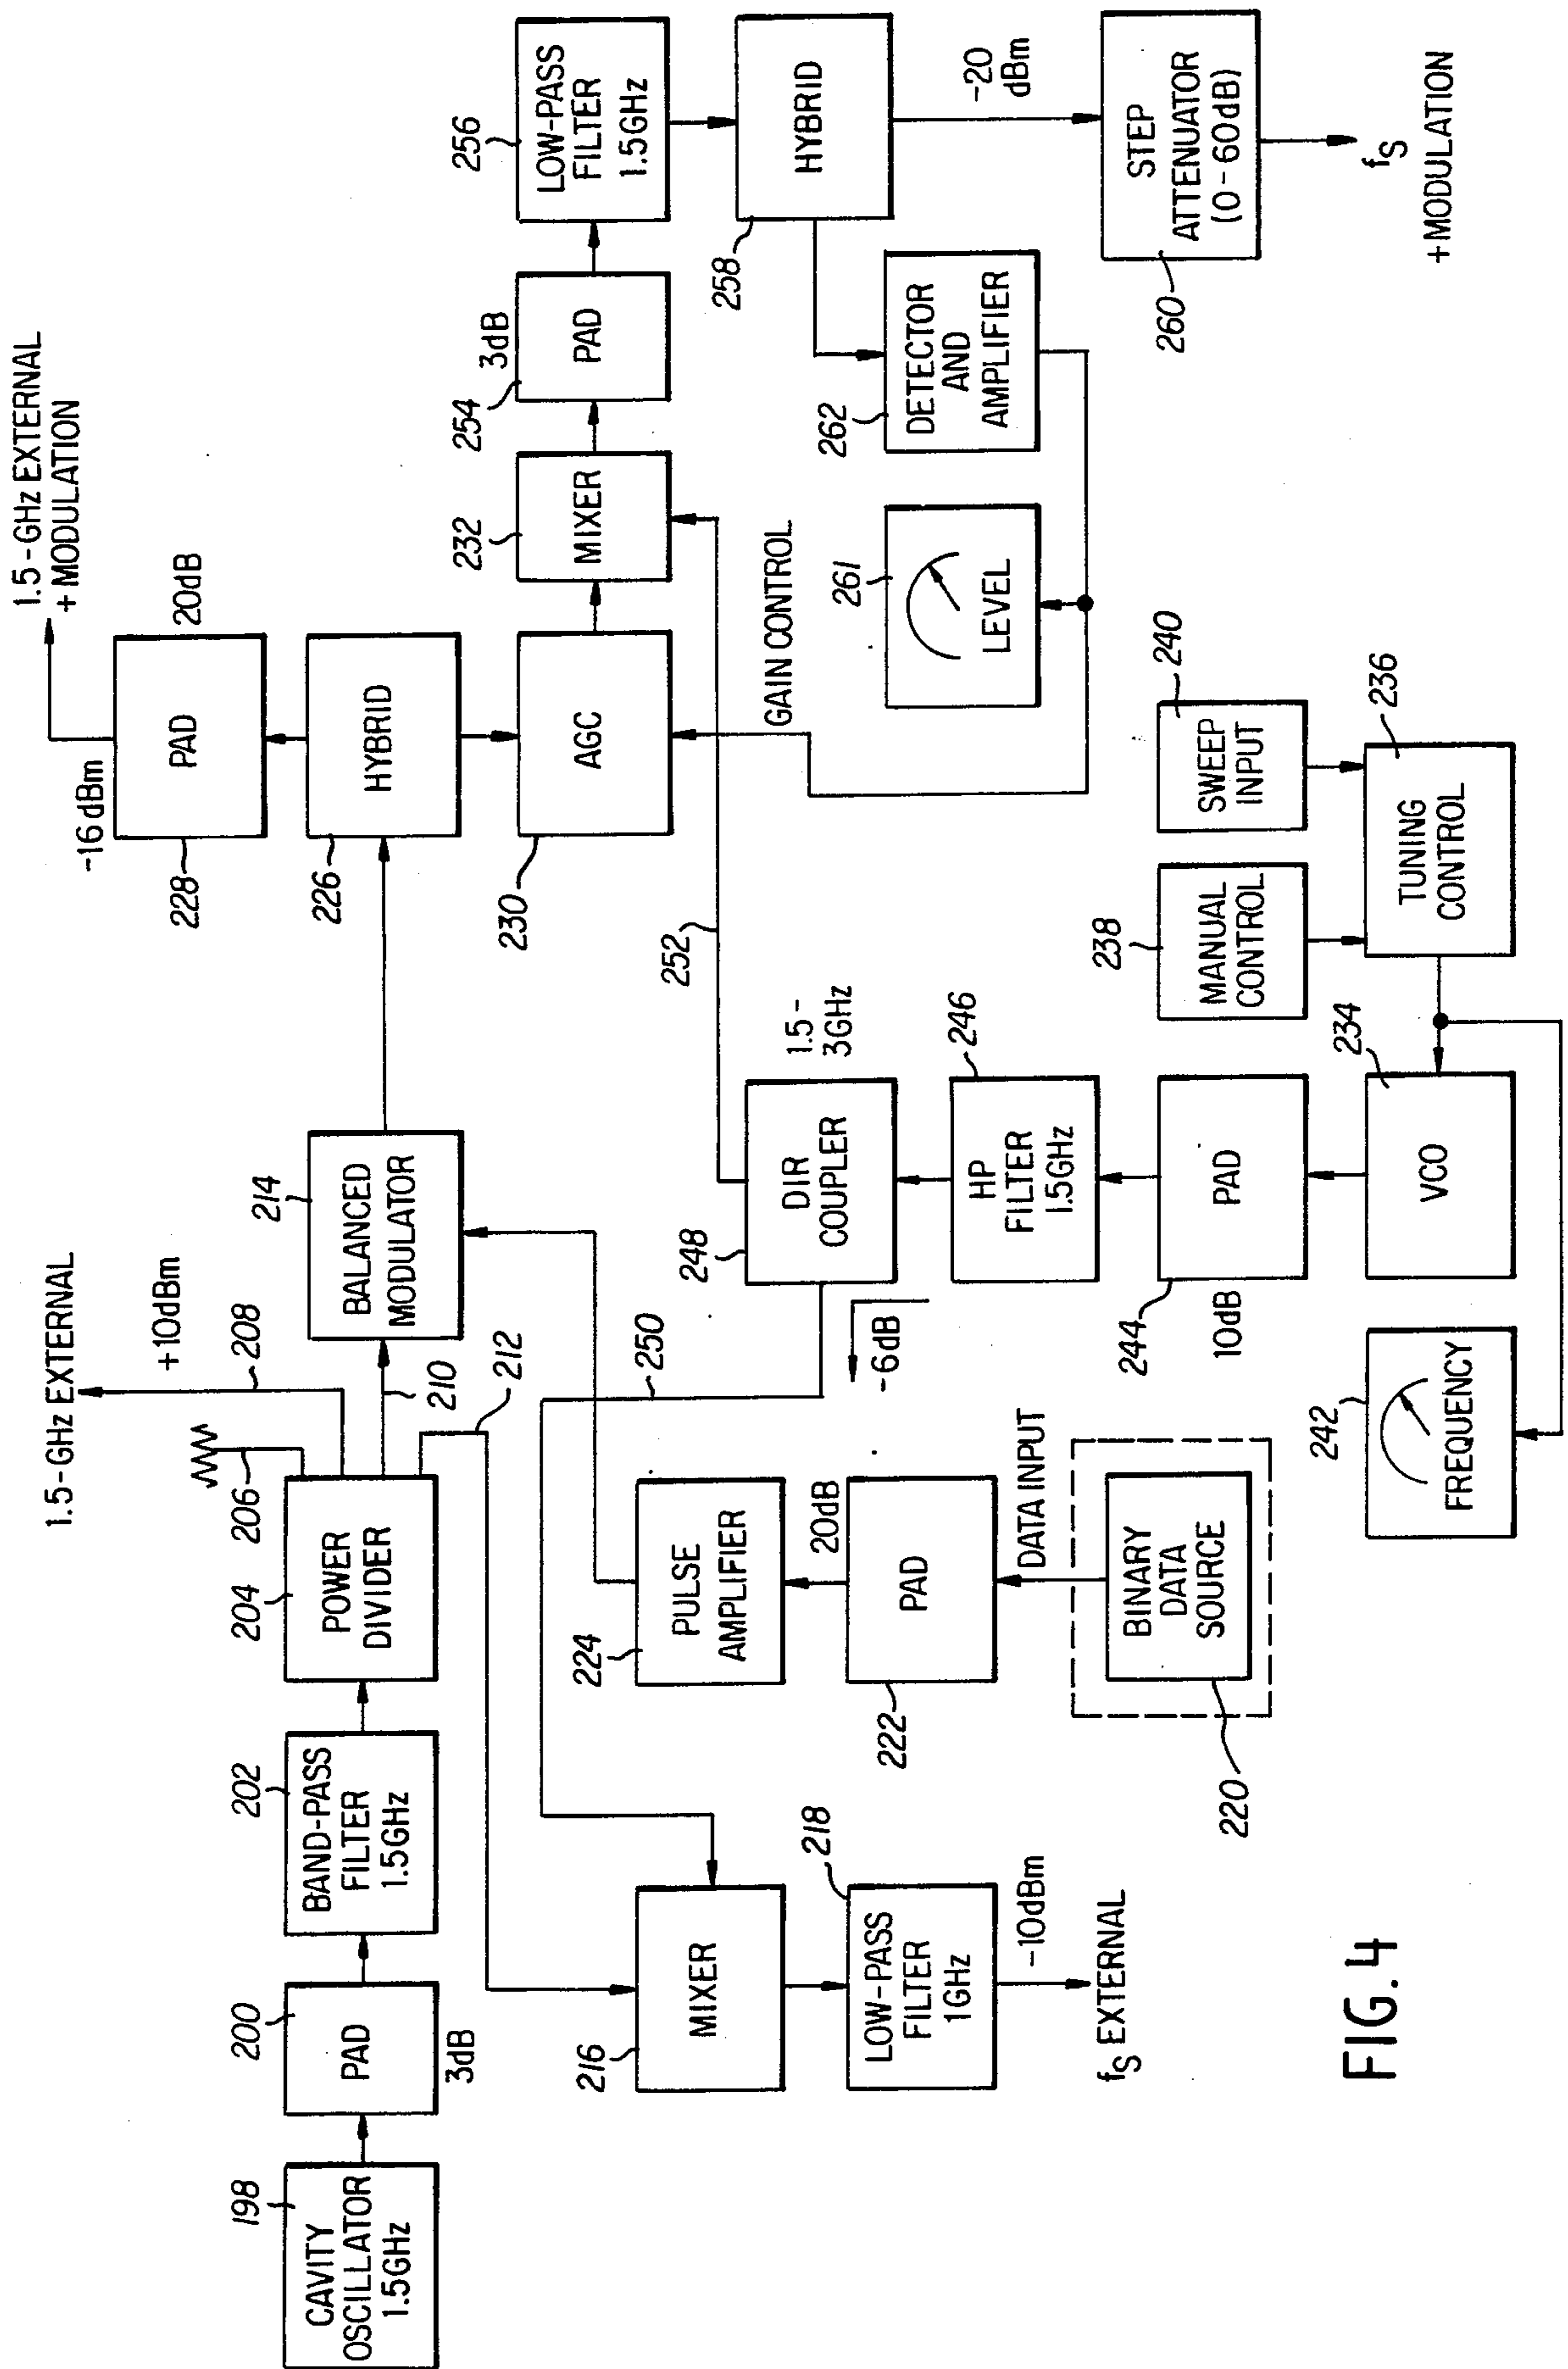 198
CAVITY
OSCILLATOR
1.5GHz
200
PAD
3dB
202
BAND-PASS
FILTER
1.5GHz
204
POWER
DIVIDER
206
1.5-GHz EXTERNAL
+10dBm
208
210
212
214
BALANCED
MODULATOR
216
MIXER
218
LOW-PASS
FILTER
1GHz
-10dBm
fS EXTERNAL
224
PULSE
AMPLIFIER
20dB
222
PAD
DATA INPUT
BINARY
DATA
SOURCE
220
250
-6dB
248
DIR
COUPLER
1.5-
3GHz
252
246
HP
FILTER
1.5GHz
244
PAD
10dB
234
VCO
242
FREQUENCY
238
MANUAL
CONTROL
240
SWEEP
INPUT
236
TUNING
CONTROL
1.5-GHz EXTERNAL
+MODULATION
-16dBm
20dB
228
PAD
226
HYBRID
230
AGC
GAIN CONTROL
232
MIXER
254
3dB
PAD
256
LOW-PASS
FILTER
1.5GHz
258
HYBRID
-20
dBm
261
LEVEL
262
DETECTOR
AND
AMPLIFIER
260
STEP
ATTENUATOR
(0-60dB)
fS
+MODULATION
FIG.4